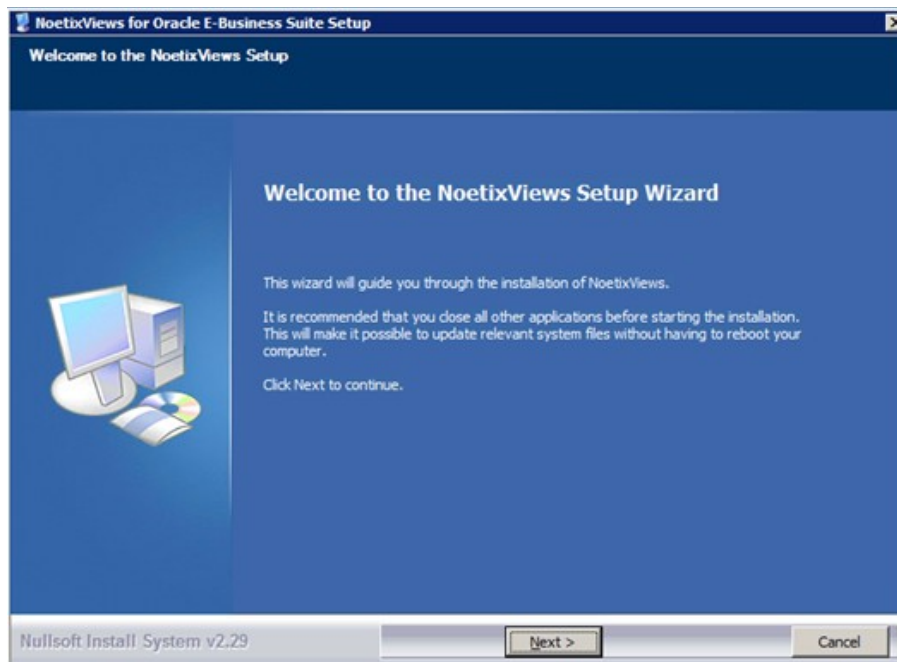 NoetixViews for Oracle E-Business Suite Setup
Welcome to the NoetixViews Setup
Welcome to the NoetixViews Setup Wizard
This wizard will guide you through the installation of NoetixViews.
It is recommended that you close all other applications before starting the installation.
This will make it possible to update relevant system files without having to reboot your
computer.
Click Next to continue.
Nullsoft Install System v2.29
Next >
Cancel